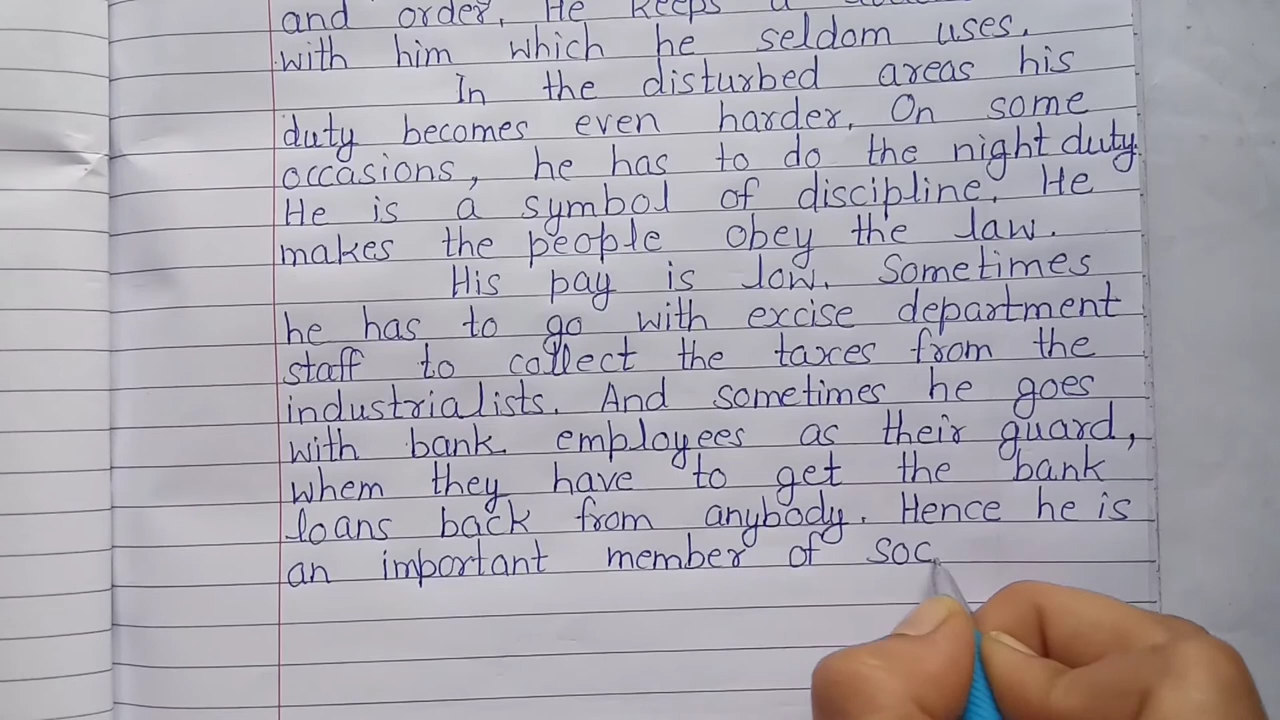 and order. He keeps a
with him which he seldom uses.
In the disturbed areas his
duty becomes even harder. On some
occasions, he has to do the night duty.
He is a symbol of discipline. He
makes the people obey the law.
His pay is low. Sometimes
he has to go with excise department
staff to collect the taxes from the
industrialists. And sometimes he goes
with bank employees as their guard,
whem they have to get the bank
loans back from anybody. Hence he is
an important member of soc